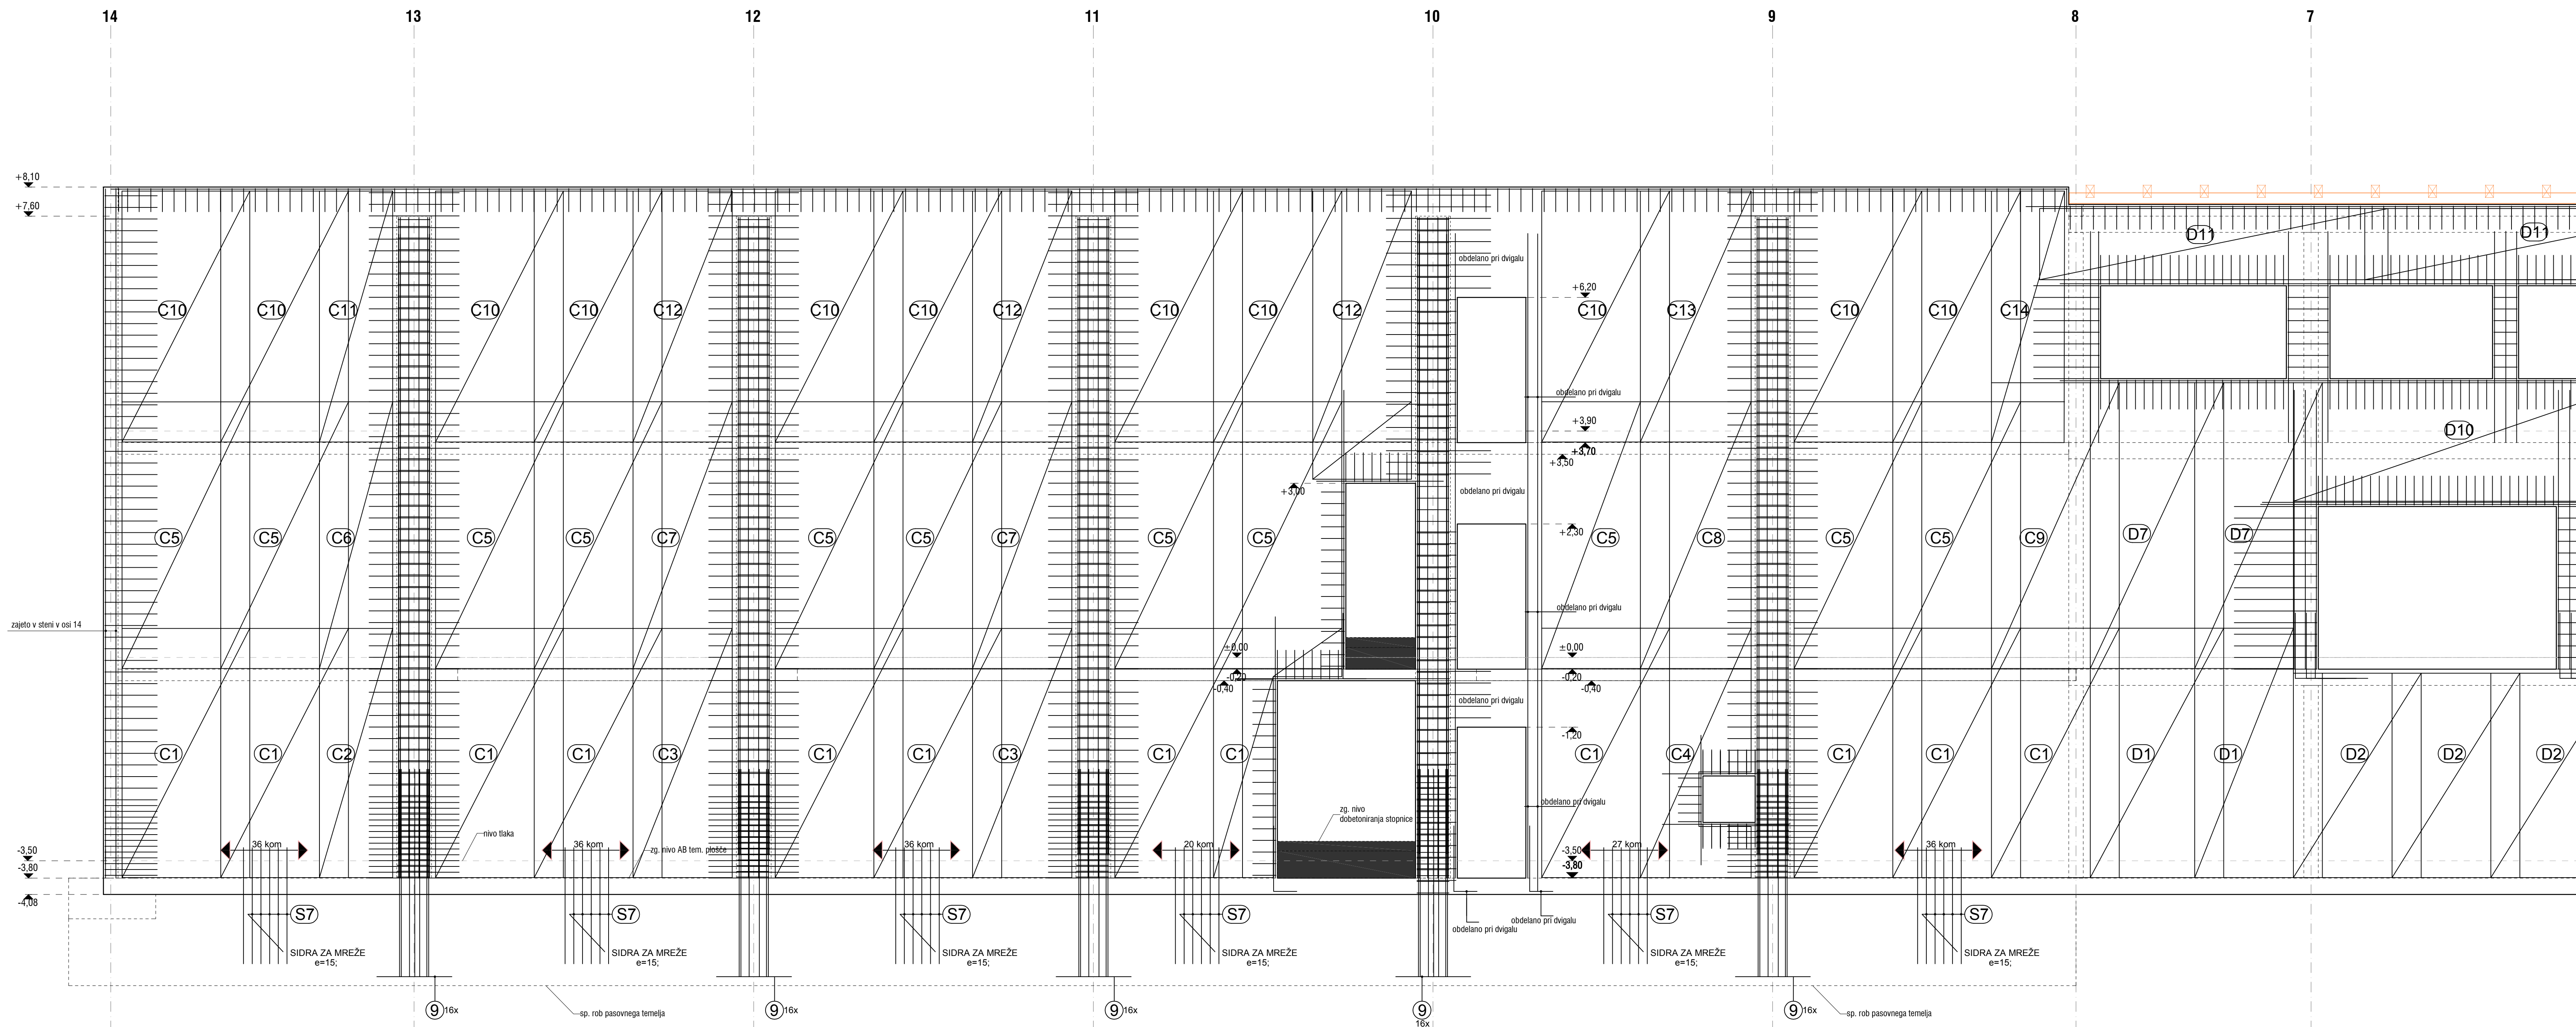 14
13
12
11
10
9
8
7
+8,10
+7,60
D11
D11
obdelano pri dvigalu
+6,20
C10
C10
C11
C10
C10
C12
C10
C10
C12
C10
C10
C12
C10
C13
C10
C10
C14
obdelano pri dvigalu
+3,90
+3,70
+3,50
D10
+3,00
obdelano pri dvigalu
+2,30
C5
C5
C6
C5
C5
C7
C5
C5
C7
C5
C5
C5
C8
C5
C5
C9
D7
D7
obdelano pri dvigalu
zajeto v steni v osi 14
±0,00
-0,20
-0,40
±0,00
-0,20
-0,40
obdelano pri dvigalu
-1,20
C1
C1
C2
C1
C1
C3
C1
C1
C3
C1
C1
C1
C4
C1
C1
C1
D1
D1
D2
D2
D2
obdelano pri dvigalu
zg. nivo
dobetoniranja stopnice
nivo tlaka
zg. nivo AB tem. plošče
36 kom
36 kom
36 kom
20 kom
27 kom
36 kom
-3,50
-3,80
-4,08
-3,50
-3,80
S7
S7
S7
S7
S7
S7
obdelano pri dvigalu
obdelano pri dvigalu
SIDRA ZA MREŽE
e=15;
SIDRA ZA MREŽE
e=15;
SIDRA ZA MREŽE
e=15;
SIDRA ZA MREŽE
e=15;
SIDRA ZA MREŽE
e=15;
SIDRA ZA MREŽE
e=15;
9 16x
9 16x
9 16x
9
16x
9 16x
sp. rob pasovnega temelja
sp. rob pasovnega temelja